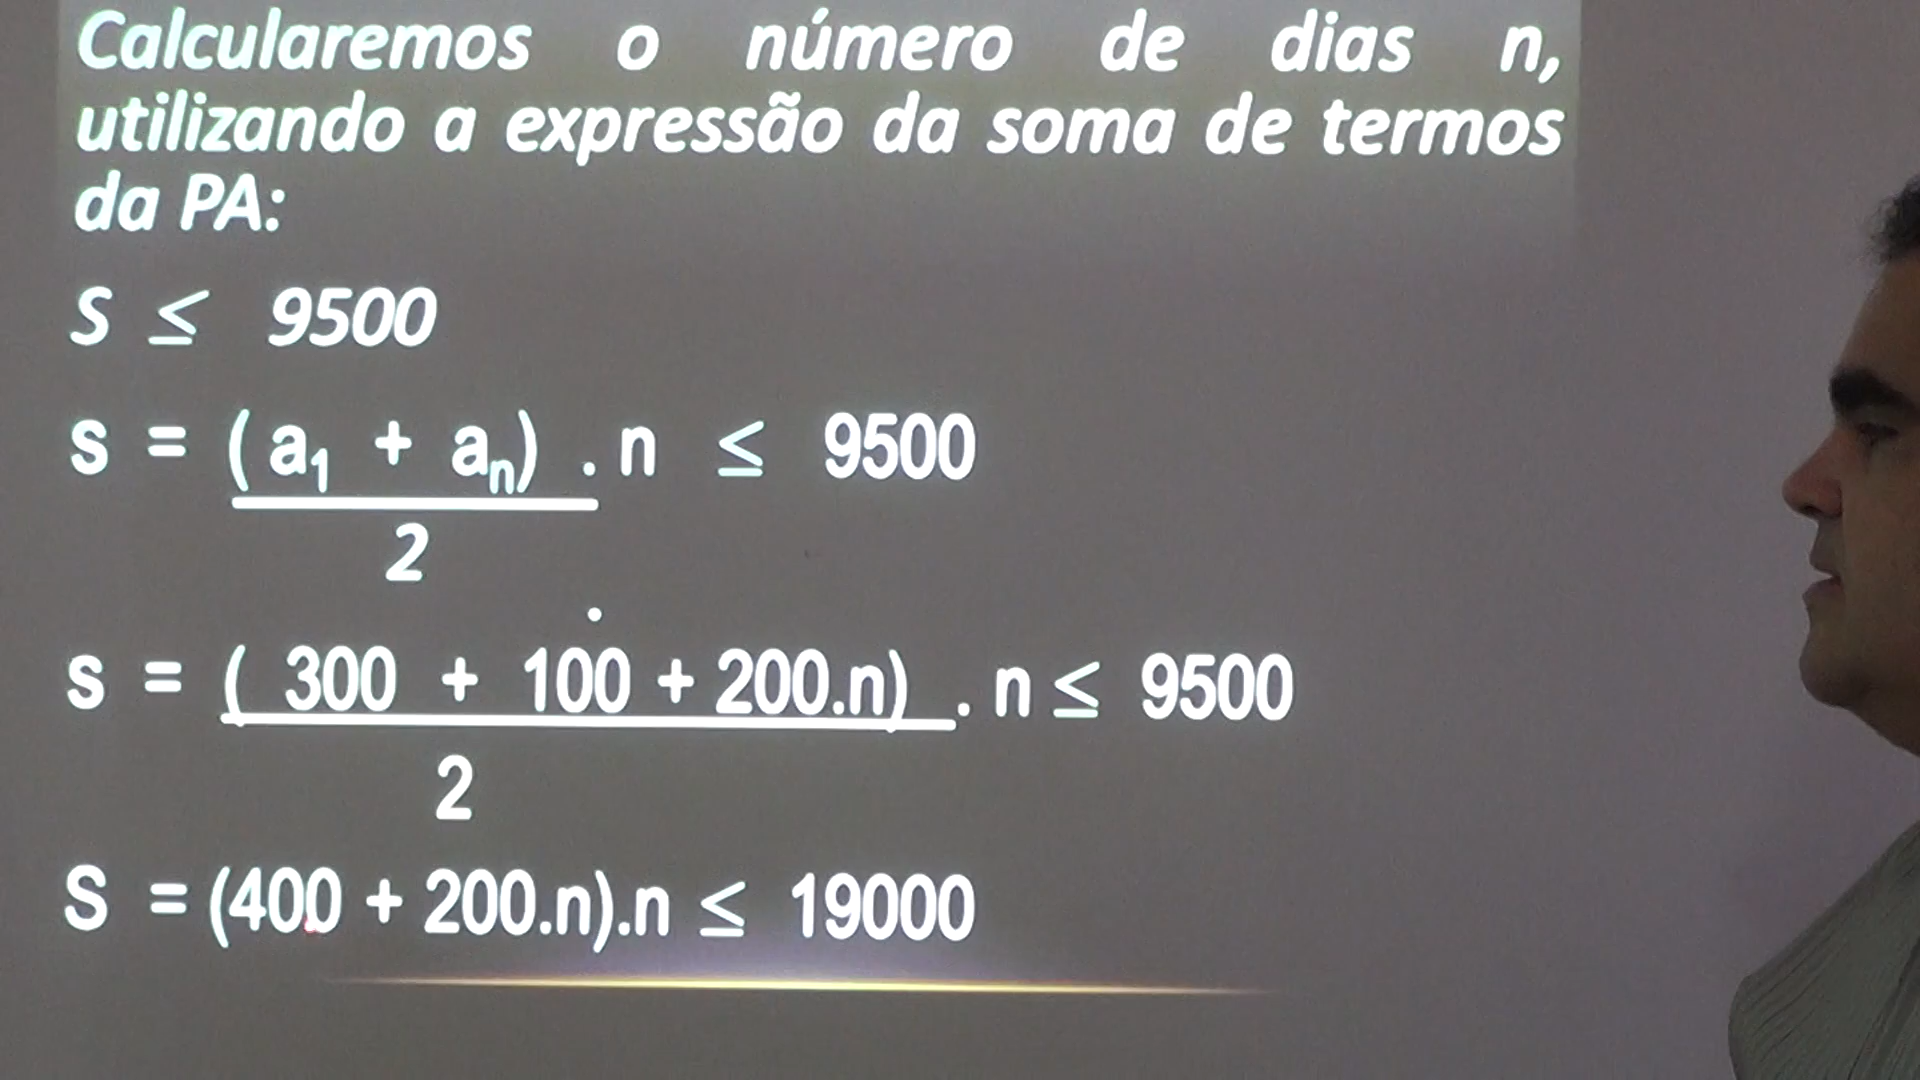 Calcularemos o número de dias n,
utilizando a expressão da soma de termos
da PA:
S ≤ 9500
s = ( a₁ + aₙ) . n ≤ 9500
2
s = ( 300 + 100 + 200.n) . n ≤ 9500
2
S = (400 + 200.n).n ≤ 19000